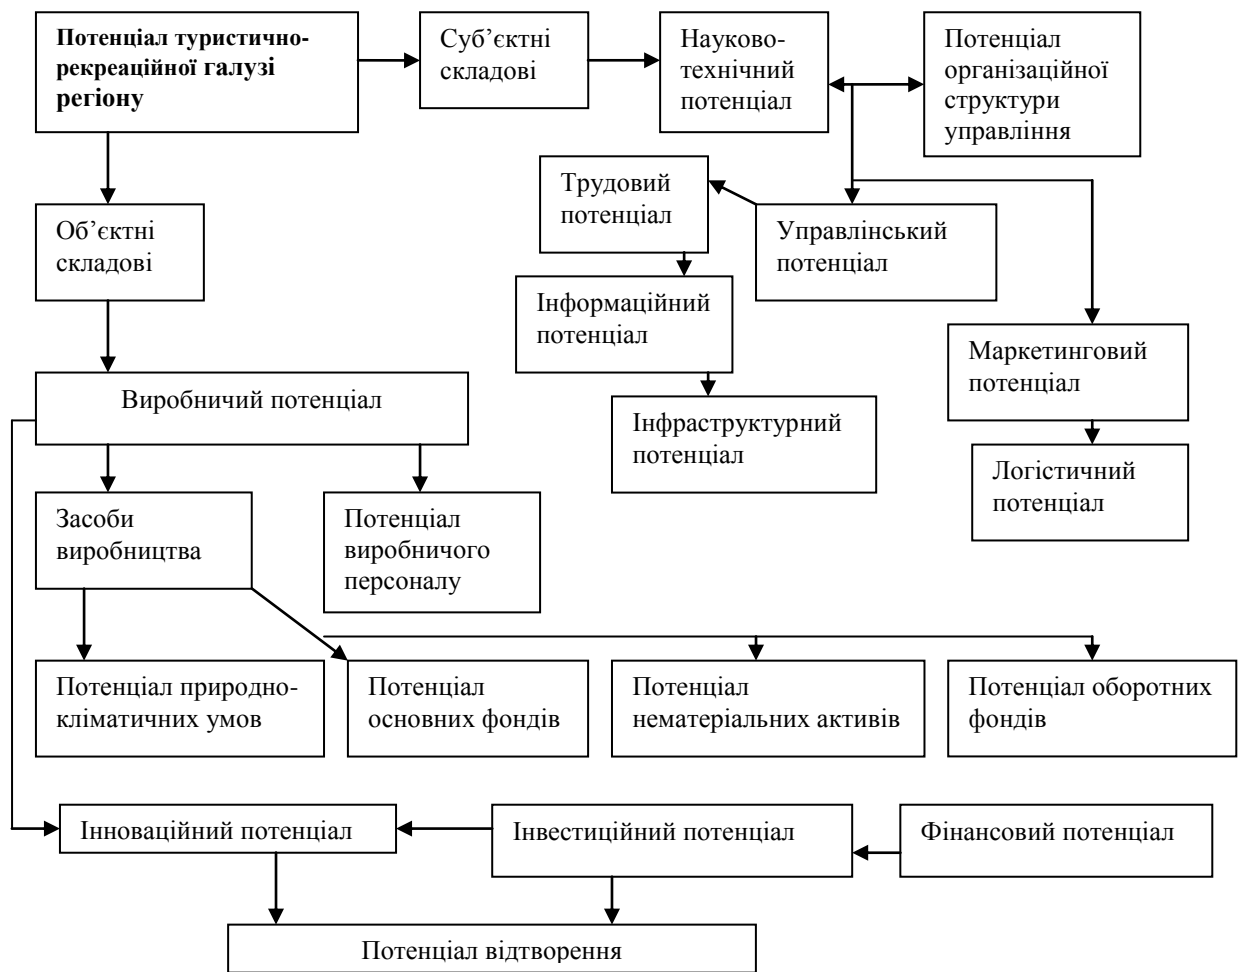 Потенціал туристично-
рекреаційної галузі
регіону
Суб’єктні
складові
Науково-
технічний
потенціал
Потенціал
організаційної
структури
управління
Трудовий
потенціал
Управлінський
потенціал
Об’єктні
складові
Інформаційний
потенціал
Маркетинговий
потенціал
Виробничий потенціал
Інфраструктурний
потенціал
Логістичний
потенціал
Засоби
виробництва
Потенціал
виробничого
персоналу
Потенціал природно-
кліматичних умов
Потенціал
основних фондів
Потенціал
нематеріальних активів
Потенціал оборотних
фондів
Інноваційний потенціал
Інвестиційний потенціал
Фінансовий потенціал
Потенціал відтворення